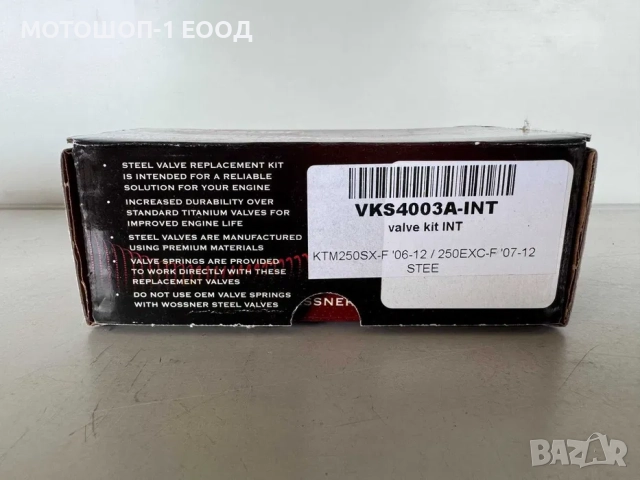 МОТОШОП-1 ЕООД
• STEEL VALVE REPLACEMENT KIT
IS INTENDED FOR A RELIABLE
SOLUTION FOR YOUR ENGINE
• INCREASED DURABILITY OVER
STANDARD TITANIUM VALVES FOR
IMPROVED ENGINE LIFE
• STEEL VALVES ARE MANUFACTURED
USING PREMIUM MATERIALS
• VALVE SPRINGS ARE PROVIDED
TO WORK DIRECTLY WITH THESE
REPLACEMENT VALVES
• DO NOT USE OEM VALVE SPRINGS
WITH WOSSNER STEEL VALVES
VKS4003A-INT
valve kit INT
KTM250SX-F '06-12 / 250EXC-F '07-12
STEE
OSSNER
BAZAR
bg